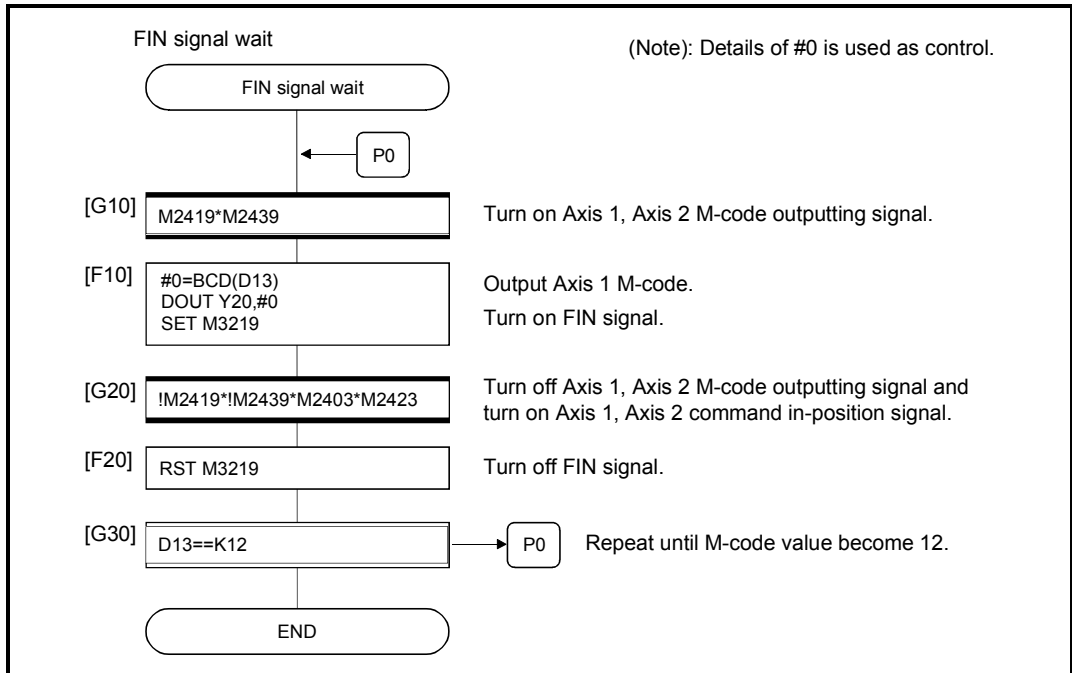 FIN signal wait
(Note): Details of #0 is used as control.
FIN signal wait
P0
[G10]
M2419*M2439
Turn on Axis 1, Axis 2 M-code outputting signal.
[F10]
#0=BCD(D13)
DOUT Y20,#0
SET M3219
Output Axis 1 M-code.
Turn on FIN signal.
[G20]
!M2419*!M2439*M2403*M2423
Turn off Axis 1, Axis 2 M-code outputting signal and
turn on Axis 1, Axis 2 command in-position signal.
[F20]
RST M3219
Turn off FIN signal.
[G30]
D13==K12
P0
Repeat until M-code value become 12.
END